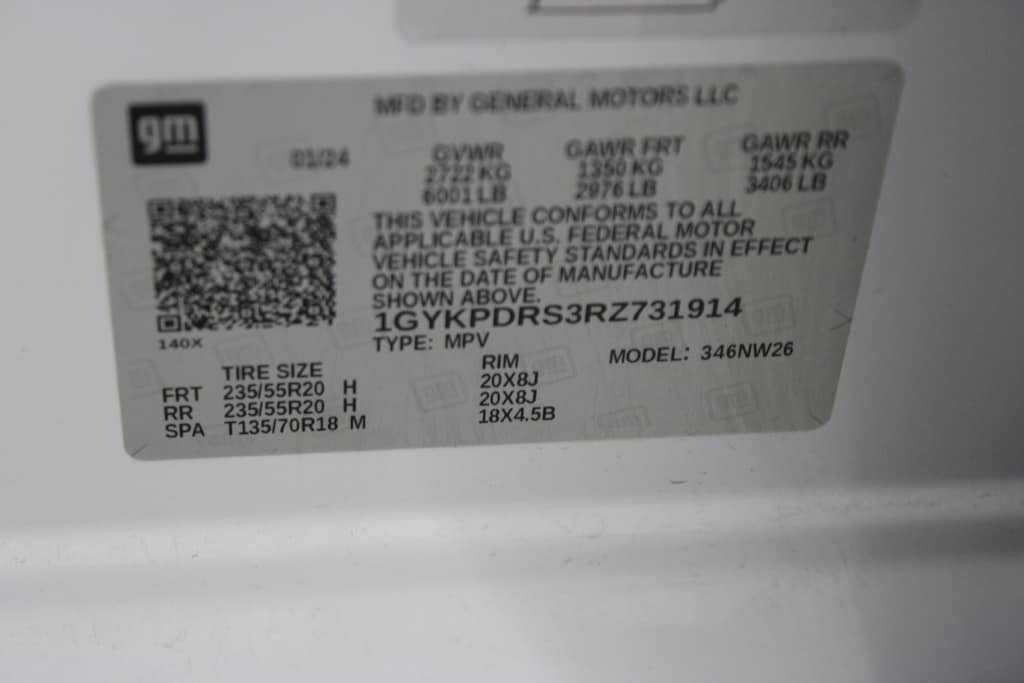 MFD BY GENERAL MOTORS LLC
gm
01/24
GVWR GAWR FRT GAWR RR
2722 KG 1350 KG 1545 KG
6001 LB 2976 LB 3406 LB
THIS VEHICLE CONFORMS TO ALL
APPLICABLE U.S. FEDERAL MOTOR
VEHICLE SAFETY STANDARDS IN EFFECT
ON THE DATE OF MANUFACTURE
SHOWN ABOVE.
1GYKPDRS3RZ731914
140X
TYPE: MPV MODEL: 346NW26
TIRE SIZE RIM
FRT 235/55R20 H 20X8J
RR 235/55R20 H 20X8J
SPA T135/70R18 M 18X4.5B